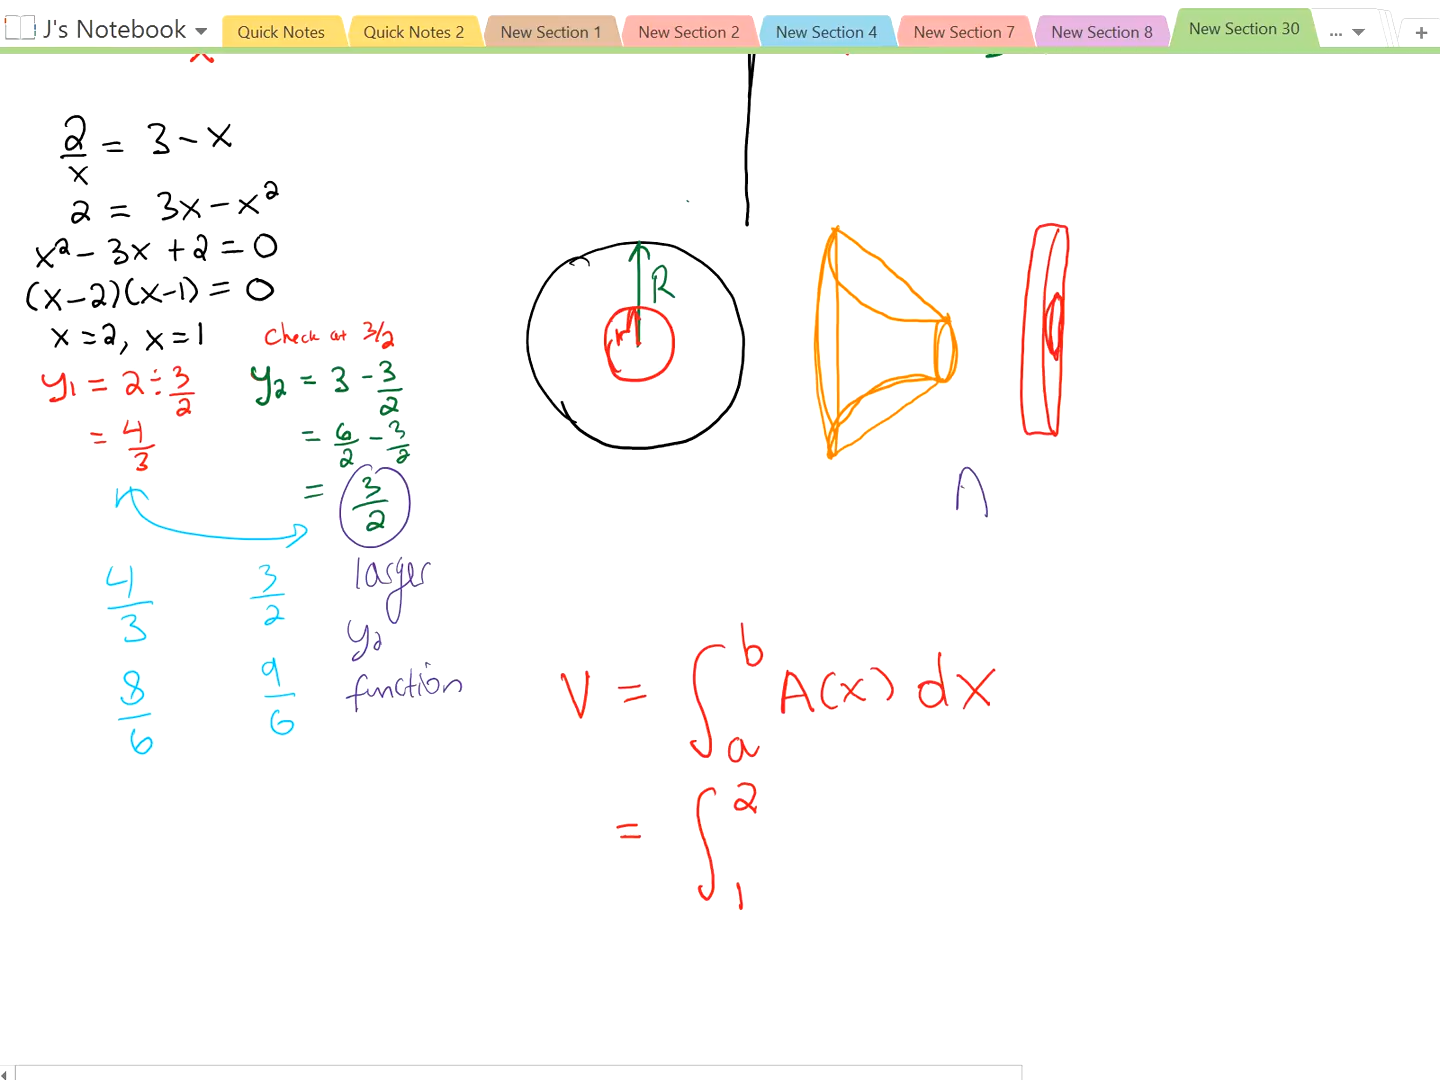 J's Notebook
Quick Notes
Quick Notes 2
New Section 1
New Section 2
New Section 4
New Section 7
New Section 8
New Section 30
...
+
x
2/x = 3 - x
2 = 3x - x²
x² - 3x + 2 = 0
(x-2)(x-1) = 0
x = 2, x = 1
check at 3/2
y₁ = 2 ÷ 3/2
= 4/3
y₂ = 3 - 3/2
= 6/2 - 3/2
= 3/2
larger
y₂
function
4/3
3/2
8/6
9/6
R
r
A
V = ∫ₐᵇ A(x) dx
= ∫₁²